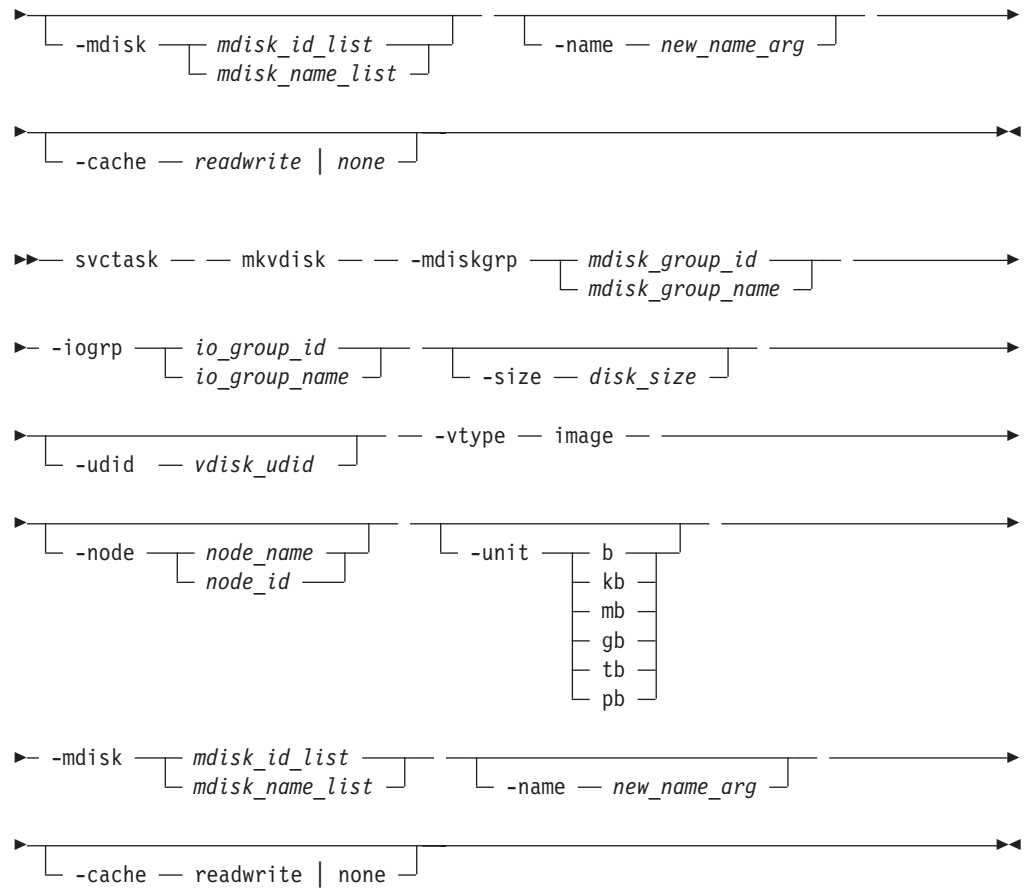 -mdisk mdisk_id_list -name new_name_arg
mdisk_name_list
-cache readwrite | none
svctask mkvdisk -mdiskgrp mdisk_group_id
mdisk_group_name
-iogrp io_group_id
io_group_name -size disk_size
-vtype image
-udid vdisk_udid
-node node_name -unit b
node_id kb
mb
gb
tb
pb
-mdisk mdisk_id_list
mdisk_name_list -name new_name_arg
-cache readwrite | none